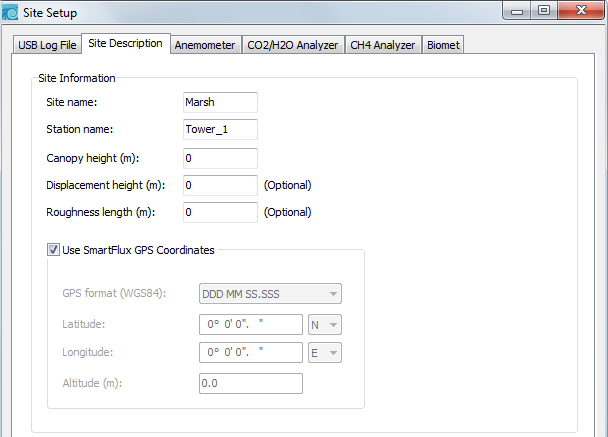 Site Setup
USB Log File Site Description Anemometer CO2/H2O Analyzer CH4 Analyzer Biomet
Site Information
Site name: Marsh
Station name: Tower_1
Canopy height (m): 0
Displacement height (m): 0 (Optional)
Roughness length (m): 0 (Optional)
Use SmartFlux GPS Coordinates
GPS format (WGS84): DDD MM SS.SSS
Latitude: 0° 0' 0". " N
Longitude: 0° 0' 0". " E
Altitude (m): 0.0